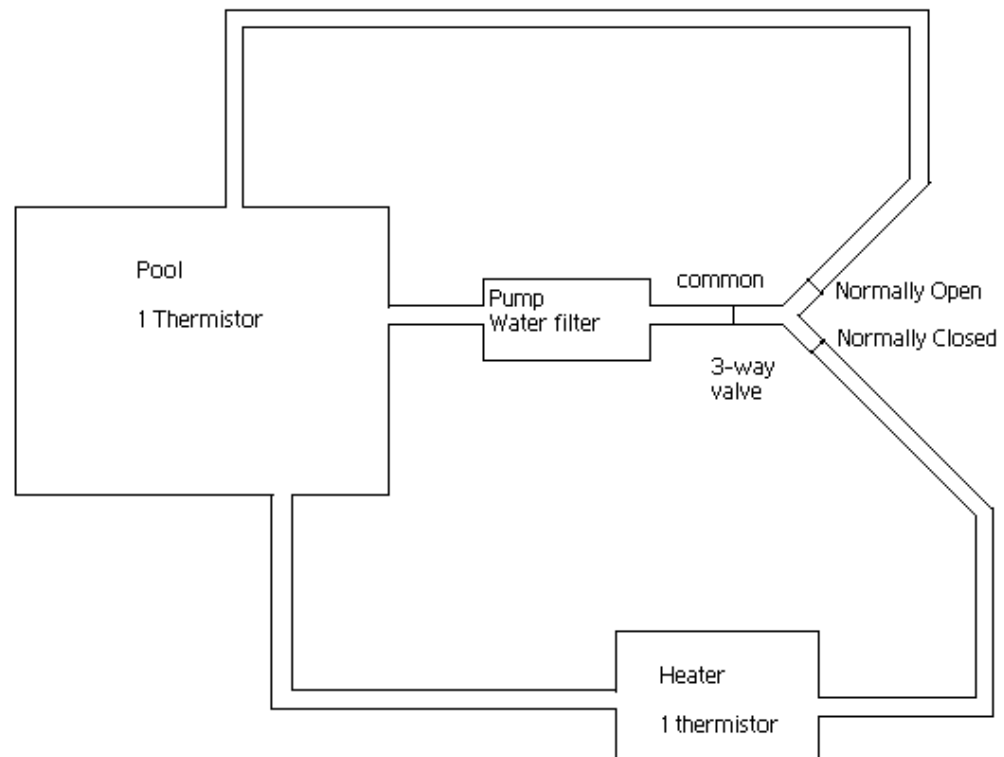 Pool
1 Thermistor
Pump
Water filter
common
3-way
valve
Normally Open
Normally Closed
Heater
1 thermistor